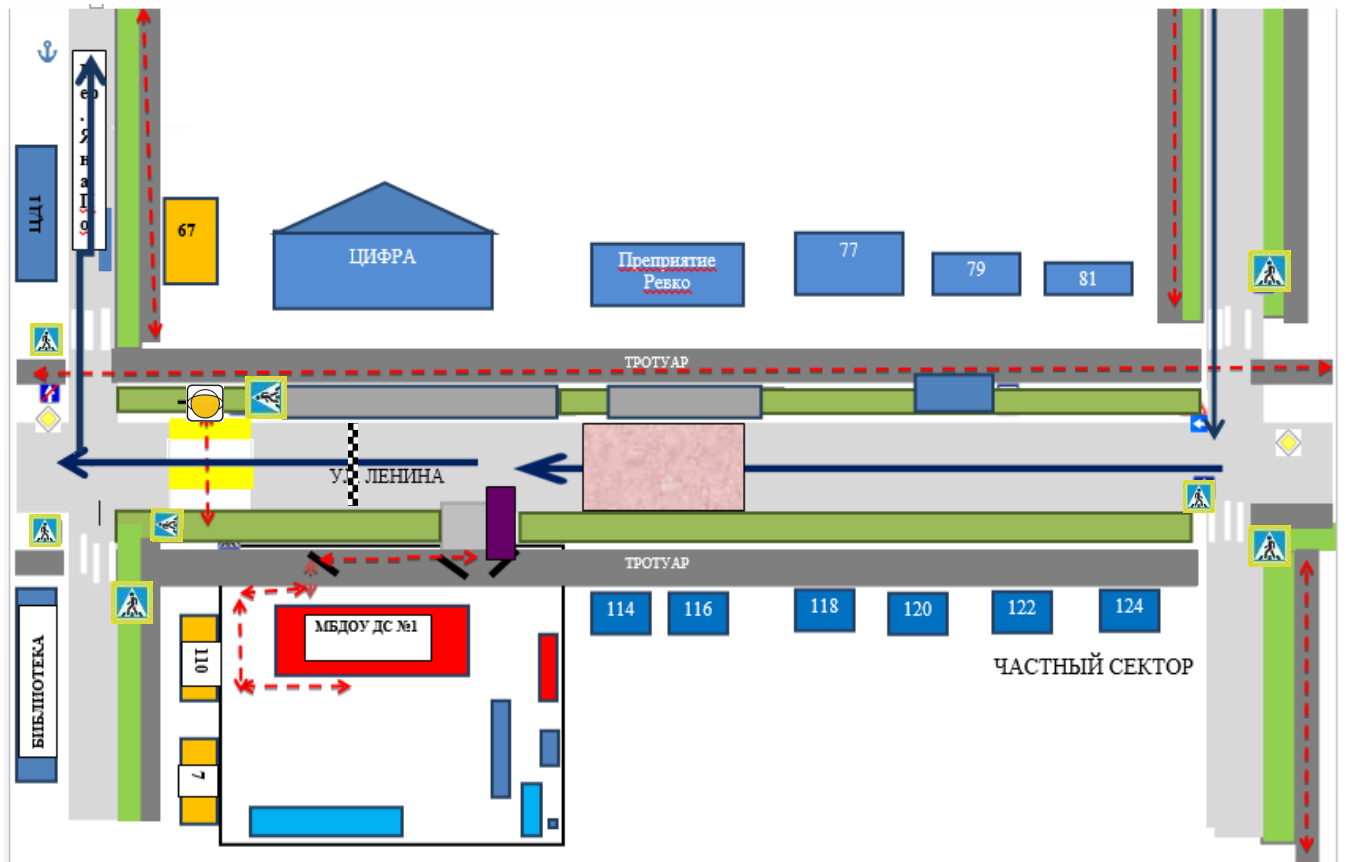 ЦДТ
67
ЦИФРА
Преприятие
Ревко
77
79
81
ТРОТУАР
УЛ. ЛЕНИНА
ТРОТУАР
МБДОУ ДС №1
110
7
БИБЛИОТЕКА
114
116
118
120
122
124
ЧАСТНЫЙ СЕКТОР